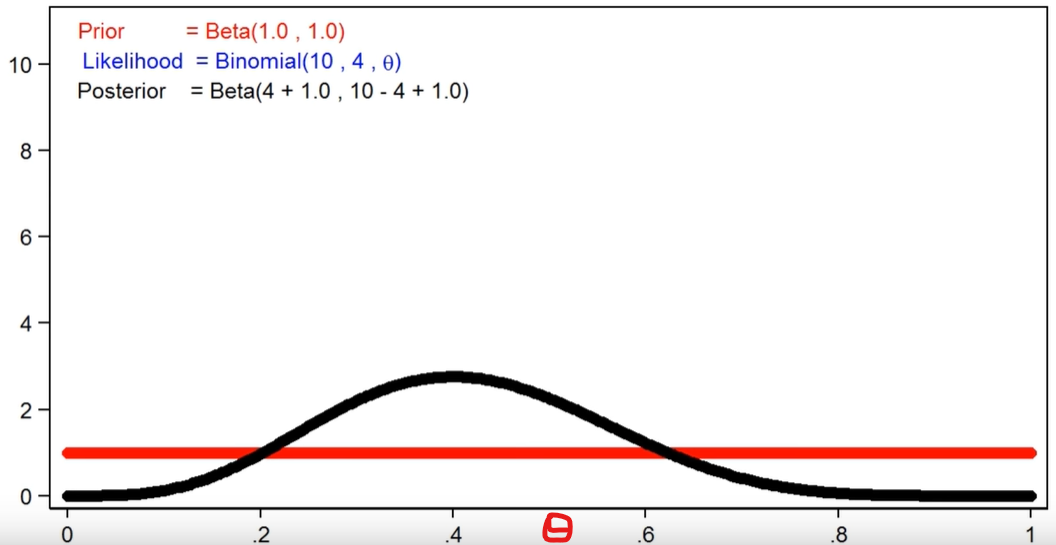 Prior = Beta(1.0 , 1.0)
Likelihood = Binomial(10 , 4 , θ)
Posterior = Beta(4 + 1.0 , 10 - 4 + 1.0)
10
8
6
4
2
0
0 .2 .4 θ .6 .8 1